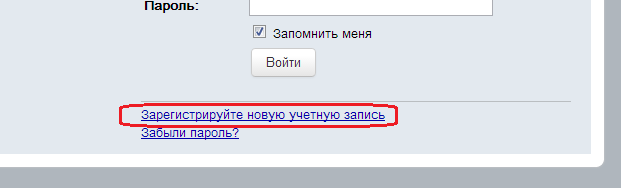 Пароль:
Запомнить меня
Войти
Зарегистрируйте новую учетную запись
Забыли пароль?